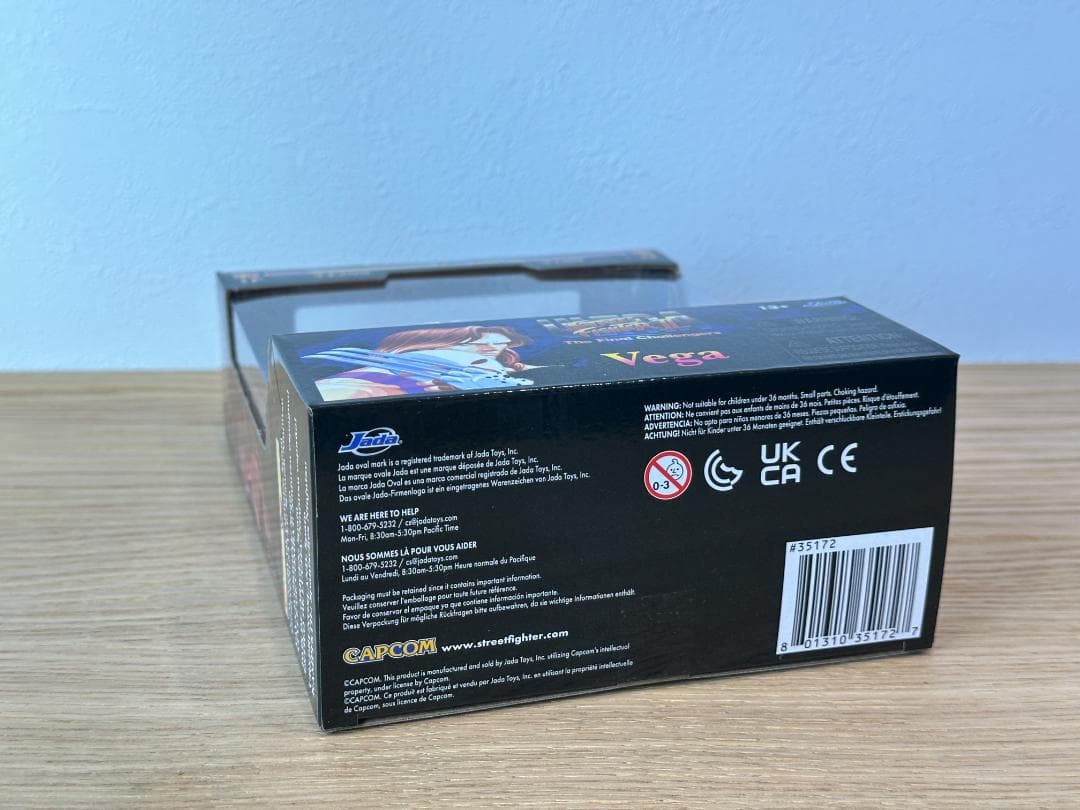 The Final Challengers
Vega
13+
ATTENTION
Jada
Jada oval mark is a registered trademark of Jada Toys, Inc.
La marque ovale Jada est une marque déposée de Jada Toys, Inc.
La marca Jada Oval es una marca comercial registrada de Jada Toys, Inc.
Das ovale Jada-Firmenlogo ist ein eingetragenes Warenzeichen von Jada Toys, Inc.
WE ARE HERE TO HELP
1-800-679-5232 / cs@jadatoys.com
Mon-Fri, 8:30am-5:30pm Pacific Time
NOUS SOMMES LÀ POUR VOUS AIDER
1-800-679-5232 / cs@jadatoys.com
Lundi au Vendredi, 8:30am-5:30pm Heure normale du Pacifique
Packaging must be retained since it contains important information.
Veuillez conserver l'emballage pour toute future référence.
Favor de conservar el empaque ya que contiene información importante.
Diese Verpackung für mögliche Rückfragen bitte aufbewahren, da sie wichtige Informationen enthält.
CAPCOM www.streetfighter.com
©CAPCOM. This product is manufactured and sold by Jada Toys, Inc. utilizing Capcom's intellectual
property, under license by Capcom.
©CAPCOM. Ce produit est fabriqué et vendu par Jada Toys, Inc. en utilisant la propriété intellectuelle
de Capcom, sous licence de Capcom.
WARNING: Not suitable for children under 36 months. Small parts. Choking hazard.
ATTENTION: Ne convient pas aux enfants de moins de 36 mois. Petites pièces. Risque d'étouffement.
ADVERTENCIA: No apto para niños menores de 36 meses. Piezas pequeñas. Peligro de asfixia.
ACHTUNG! Nicht für Kinder unter 36 Monaten geeignet. Enthält verschluckbare Kleinteile. Erstickungsgefahr!
0-3
UK
CA
CE
#35172
8 01310 35172 7